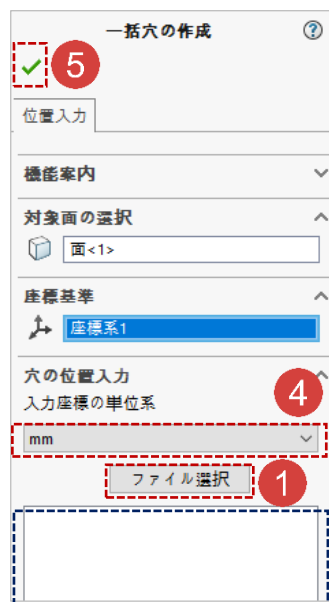 一括穴の作成
5
位置入力
機能案内
対象面の選択
面<1>
座標基準
座標系1
穴の位置入力
4
入力座標の単位系
mm
ファイル選択
1